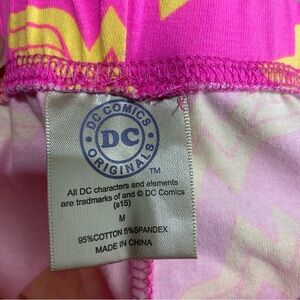 DC COMICS
DC
ORIGINALS
TM
All DC characters and elements
are trademarks of and © DC Comics
(s15)
M
95%COTTON 5%SPANDEX
MADE IN CHINA